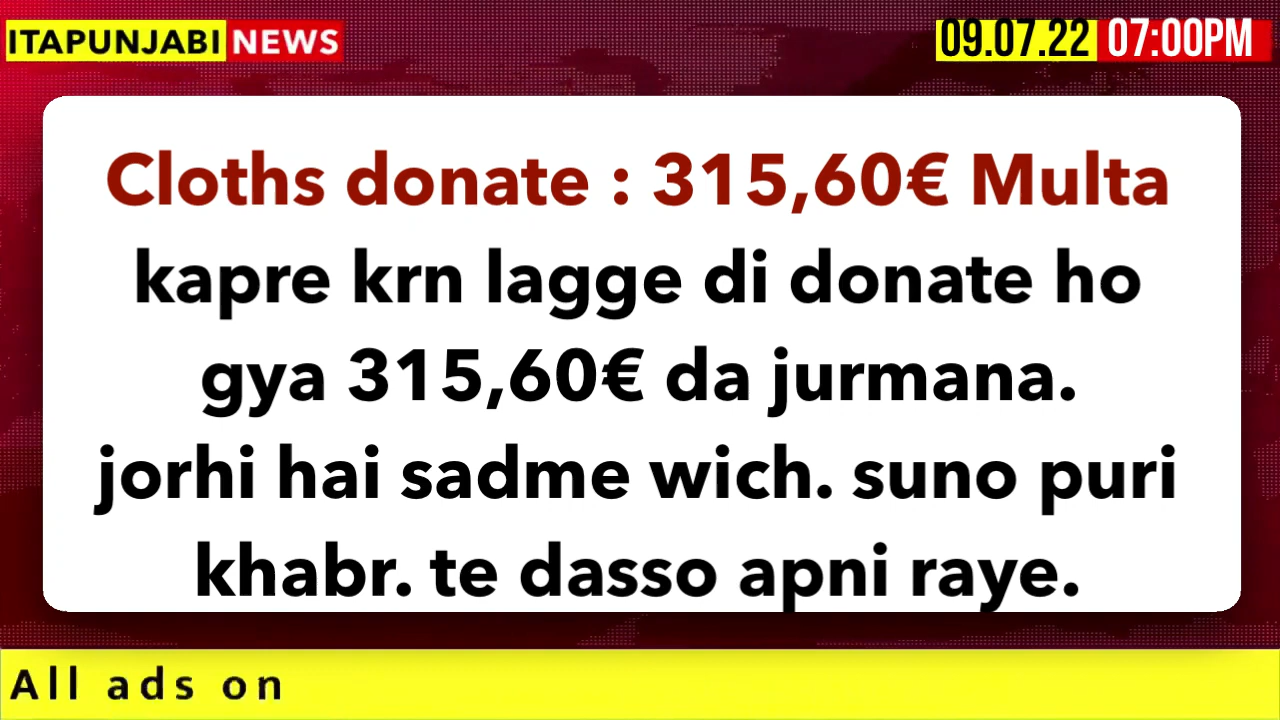 ITAPUNJABI NEWS 09.07.22 07:00PM
Cloths donate : 315,60€ Multa
kapre krn lagge di donate ho
gya 315,60€ da jurmana.
jorhi hai sadme wich. suno puri
khabr. te dasso apni raye.
All ads on